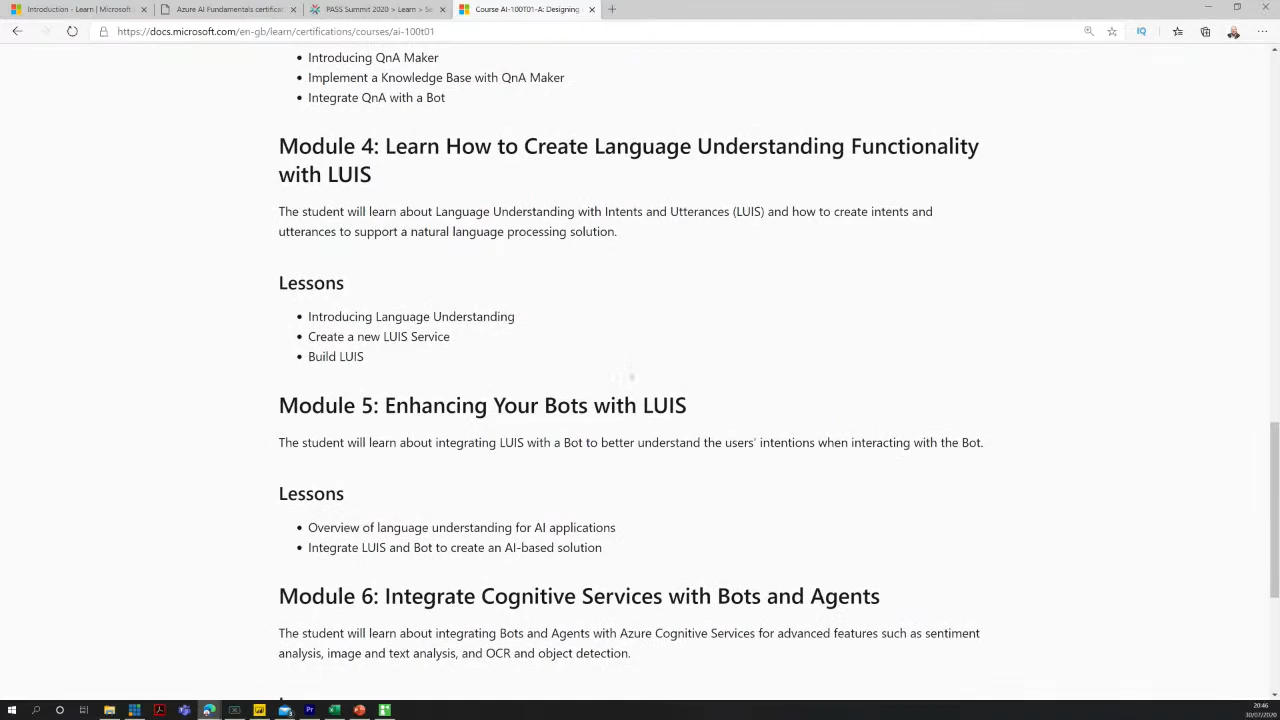 Introduction - Learn | Microsoft
Azure AI Fundamentals certificat
PASS Summit 2020 > Learn > Se
Course AI-100T01-A: Designing
https://docs.microsoft.com/en-gb/learn/certifications/courses/ai-100t01
IQ
• Introducing QnA Maker
• Implement a Knowledge Base with QnA Maker
• Integrate QnA with a Bot
Module 4: Learn How to Create Language Understanding Functionality
with LUIS
The student will learn about Language Understanding with Intents and Utterances (LUIS) and how to create intents and
utterances to support a natural language processing solution.
Lessons
• Introducing Language Understanding
• Create a new LUIS Service
• Build LUIS
Module 5: Enhancing Your Bots with LUIS
The student will learn about integrating LUIS with a Bot to better understand the users' intentions when interacting with the Bot.
Lessons
• Overview of language understanding for AI applications
• Integrate LUIS and Bot to create an AI-based solution
Module 6: Integrate Cognitive Services with Bots and Agents
The student will learn about integrating Bots and Agents with Azure Cognitive Services for advanced features such as sentiment
analysis, image and text analysis, and OCR and object detection.
20:46
30/07/2020